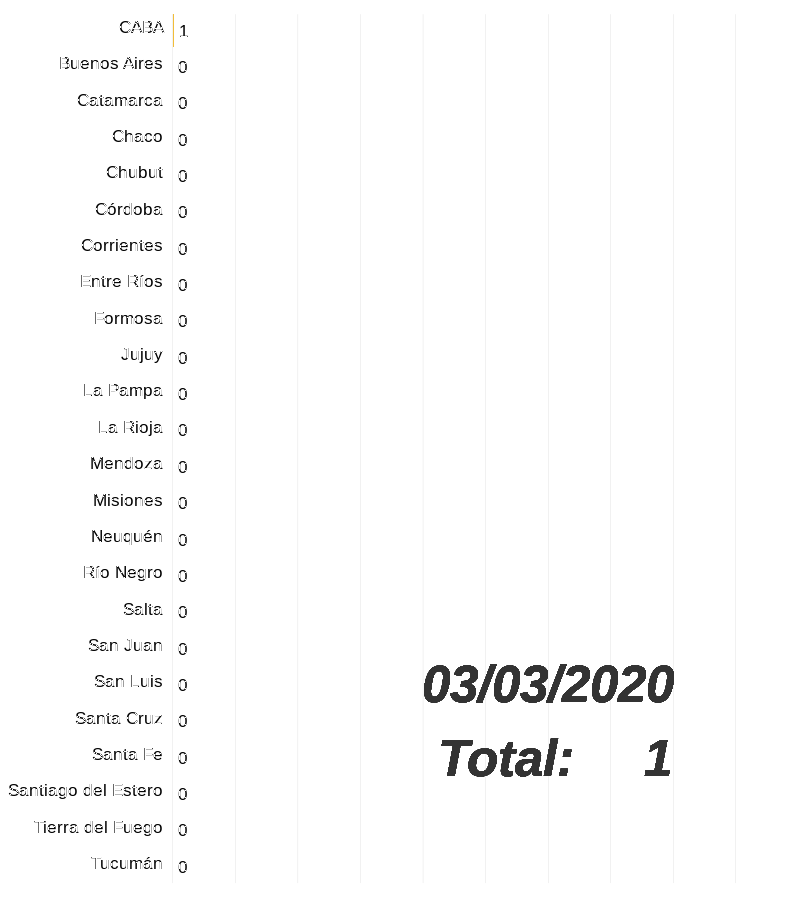 CABA 1
Buenos Aires 0
Catamarca 0
Chaco 0
Chubut 0
Córdoba 0
Corrientes 0
Entre Ríos 0
Formosa 0
Jujuy 0
La Pampa 0
La Rioja 0
Mendoza 0
Misiones 0
Neuquén 0
Río Negro 0
Salta 0
San Juan 0
San Luis 0
03/03/2020
Santa Cruz 0
Santa Fe 0
Total: 1
Santiago del Estero 0
Tierra del Fuego 0
Tucumán 0